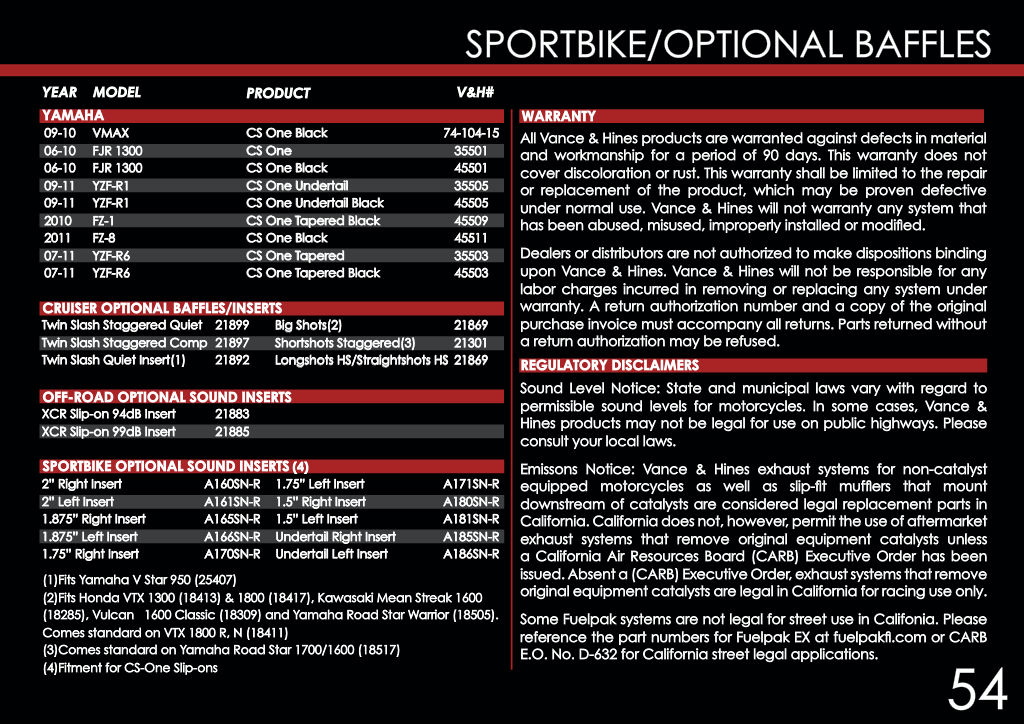 SPORTBIKE/OPTIONAL BAFFLES
YEAR MODEL PRODUCT V&H#
YAMAHA
09-10 VMAX CS One Black 74-104-15
06-10 FJR 1300 CS One 35501
06-10 FJR 1300 CS One Black 45501
09-11 YZF-R1 CS One Undertail 35505
09-11 YZF-R1 CS One Undertail Black 45505
2010 FZ-1 CS One Tapered Black 45509
2011 FZ-8 CS One Black 45511
07-11 YZF-R6 CS One Tapered 35503
07-11 YZF-R6 CS One Tapered Black 45503
CRUISER OPTIONAL BAFFLES/INSERTS
Twin Slash Staggered Quiet 21899 Big Shots(2) 21869
Twin Slash Staggered Comp 21897 Shortshots Staggered(3) 21301
Twin Slash Quiet Insert(1) 21892 Longshots HS/Straightshots HS 21869
OFF-ROAD OPTIONAL SOUND INSERTS
XCR Slip-on 94dB Insert 21883
XCR Slip-on 99dB Insert 21885
SPORTBIKE OPTIONAL SOUND INSERTS (4)
2" Right Insert A160SN-R 1.75" Left Insert A171SN-R
2" Left Insert A161SN-R 1.5" Right Insert A180SN-R
1.875" Right Insert A165SN-R 1.5" Left Insert A181SN-R
1.875" Left Insert A166SN-R Undertail Right Insert A185SN-R
1.75" Right Insert A170SN-R Undertail Left Insert A186SN-R
(1)Fits Yamaha V Star 950 (25407)
(2)Fits Honda VTX 1300 (18413) & 1800 (18417), Kawasaki Mean Streak 1600
(18285), Vulcan 1600 Classic (18309) and Yamaha Road Star Warrior (18505).
Comes standard on VTX 1800 R, N (18411)
(3)Comes standard on Yamaha Road Star 1700/1600 (18517)
(4)Fitment for CS-One Slip-ons
WARRANTY
All Vance & Hines products are warranted against defects in material
and workmanship for a period of 90 days. This warranty does not
cover discoloration or rust. This warranty shall be limited to the repair
or replacement of the product, which may be proven defective
under normal use. Vance & Hines will not warranty any system that
has been abused, misused, improperly installed or modified.
Dealers or distributors are not authorized to make dispositions binding
upon Vance & Hines. Vance & Hines will not be responsible for any
labor charges incurred in removing or replacing any system under
warranty. A return authorization number and a copy of the original
purchase invoice must accompany all returns. Parts returned without
a return authorization may be refused.
REGULATORY DISCLAIMERS
Sound Level Notice: State and municipal laws vary with regard to
permissible sound levels for motorcycles. In some cases, Vance &
Hines products may not be legal for use on public highways. Please
consult your local laws.
Emissons Notice: Vance & Hines exhaust systems for non-catalyst
equipped motorcycles as well as slip-fit mufflers that mount
downstream of catalysts are considered legal replacement parts in
California. California does not, however, permit the use of aftermarket
exhaust systems that remove original equipment catalysts unless
a California Air Resources Board (CARB) Executive Order has been
issued. Absent a (CARB) Executive Order, exhaust systems that remove
original equipment catalysts are legal in California for racing use only.
Some Fuelpak systems are not legal for street use in Califonia. Please
reference the part numbers for Fuelpak EX at fuelpakfi.com or CARB
E.O. No. D-632 for California street legal applications.
54